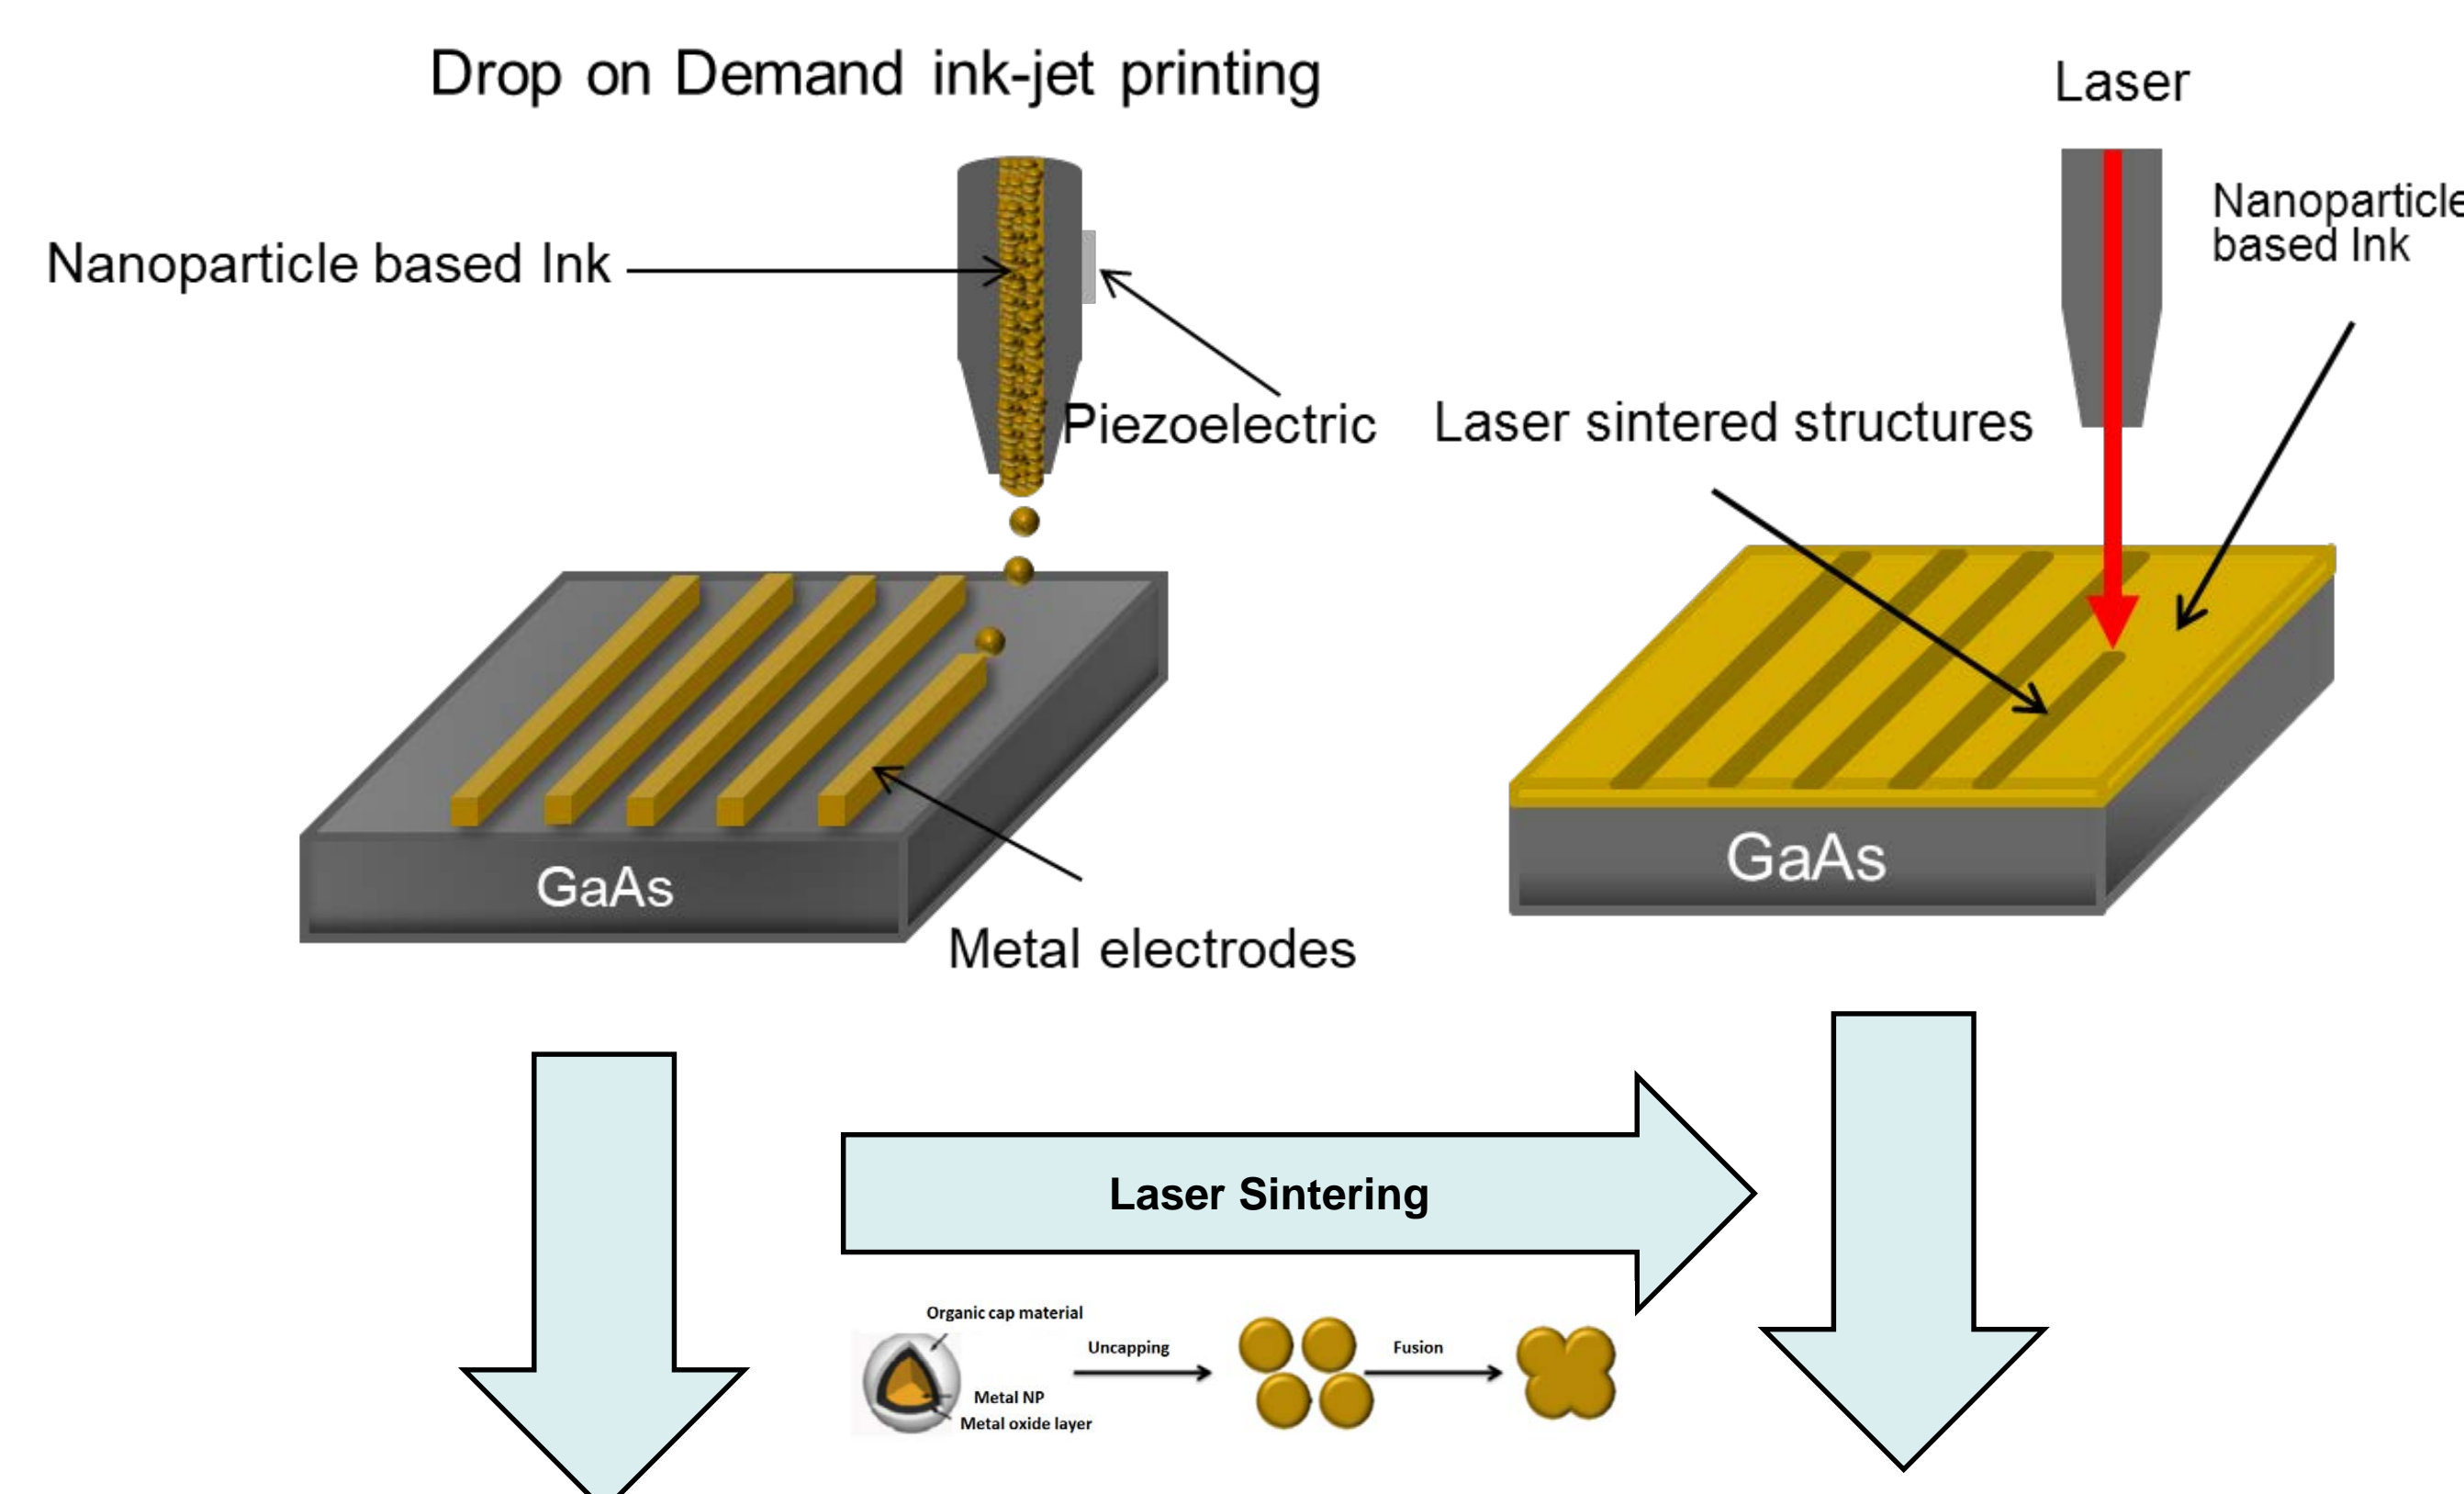 Drop on Demand ink-jet printing
Laser
Nanoparticle
based Ink
Nanoparticle based Ink
Piezoelectric
Laser sintered structures
GaAs
GaAs
Metal electrodes
Laser Sintering
Organic cap material
Uncapping
Fusion
Metal NP
Metal oxide layer